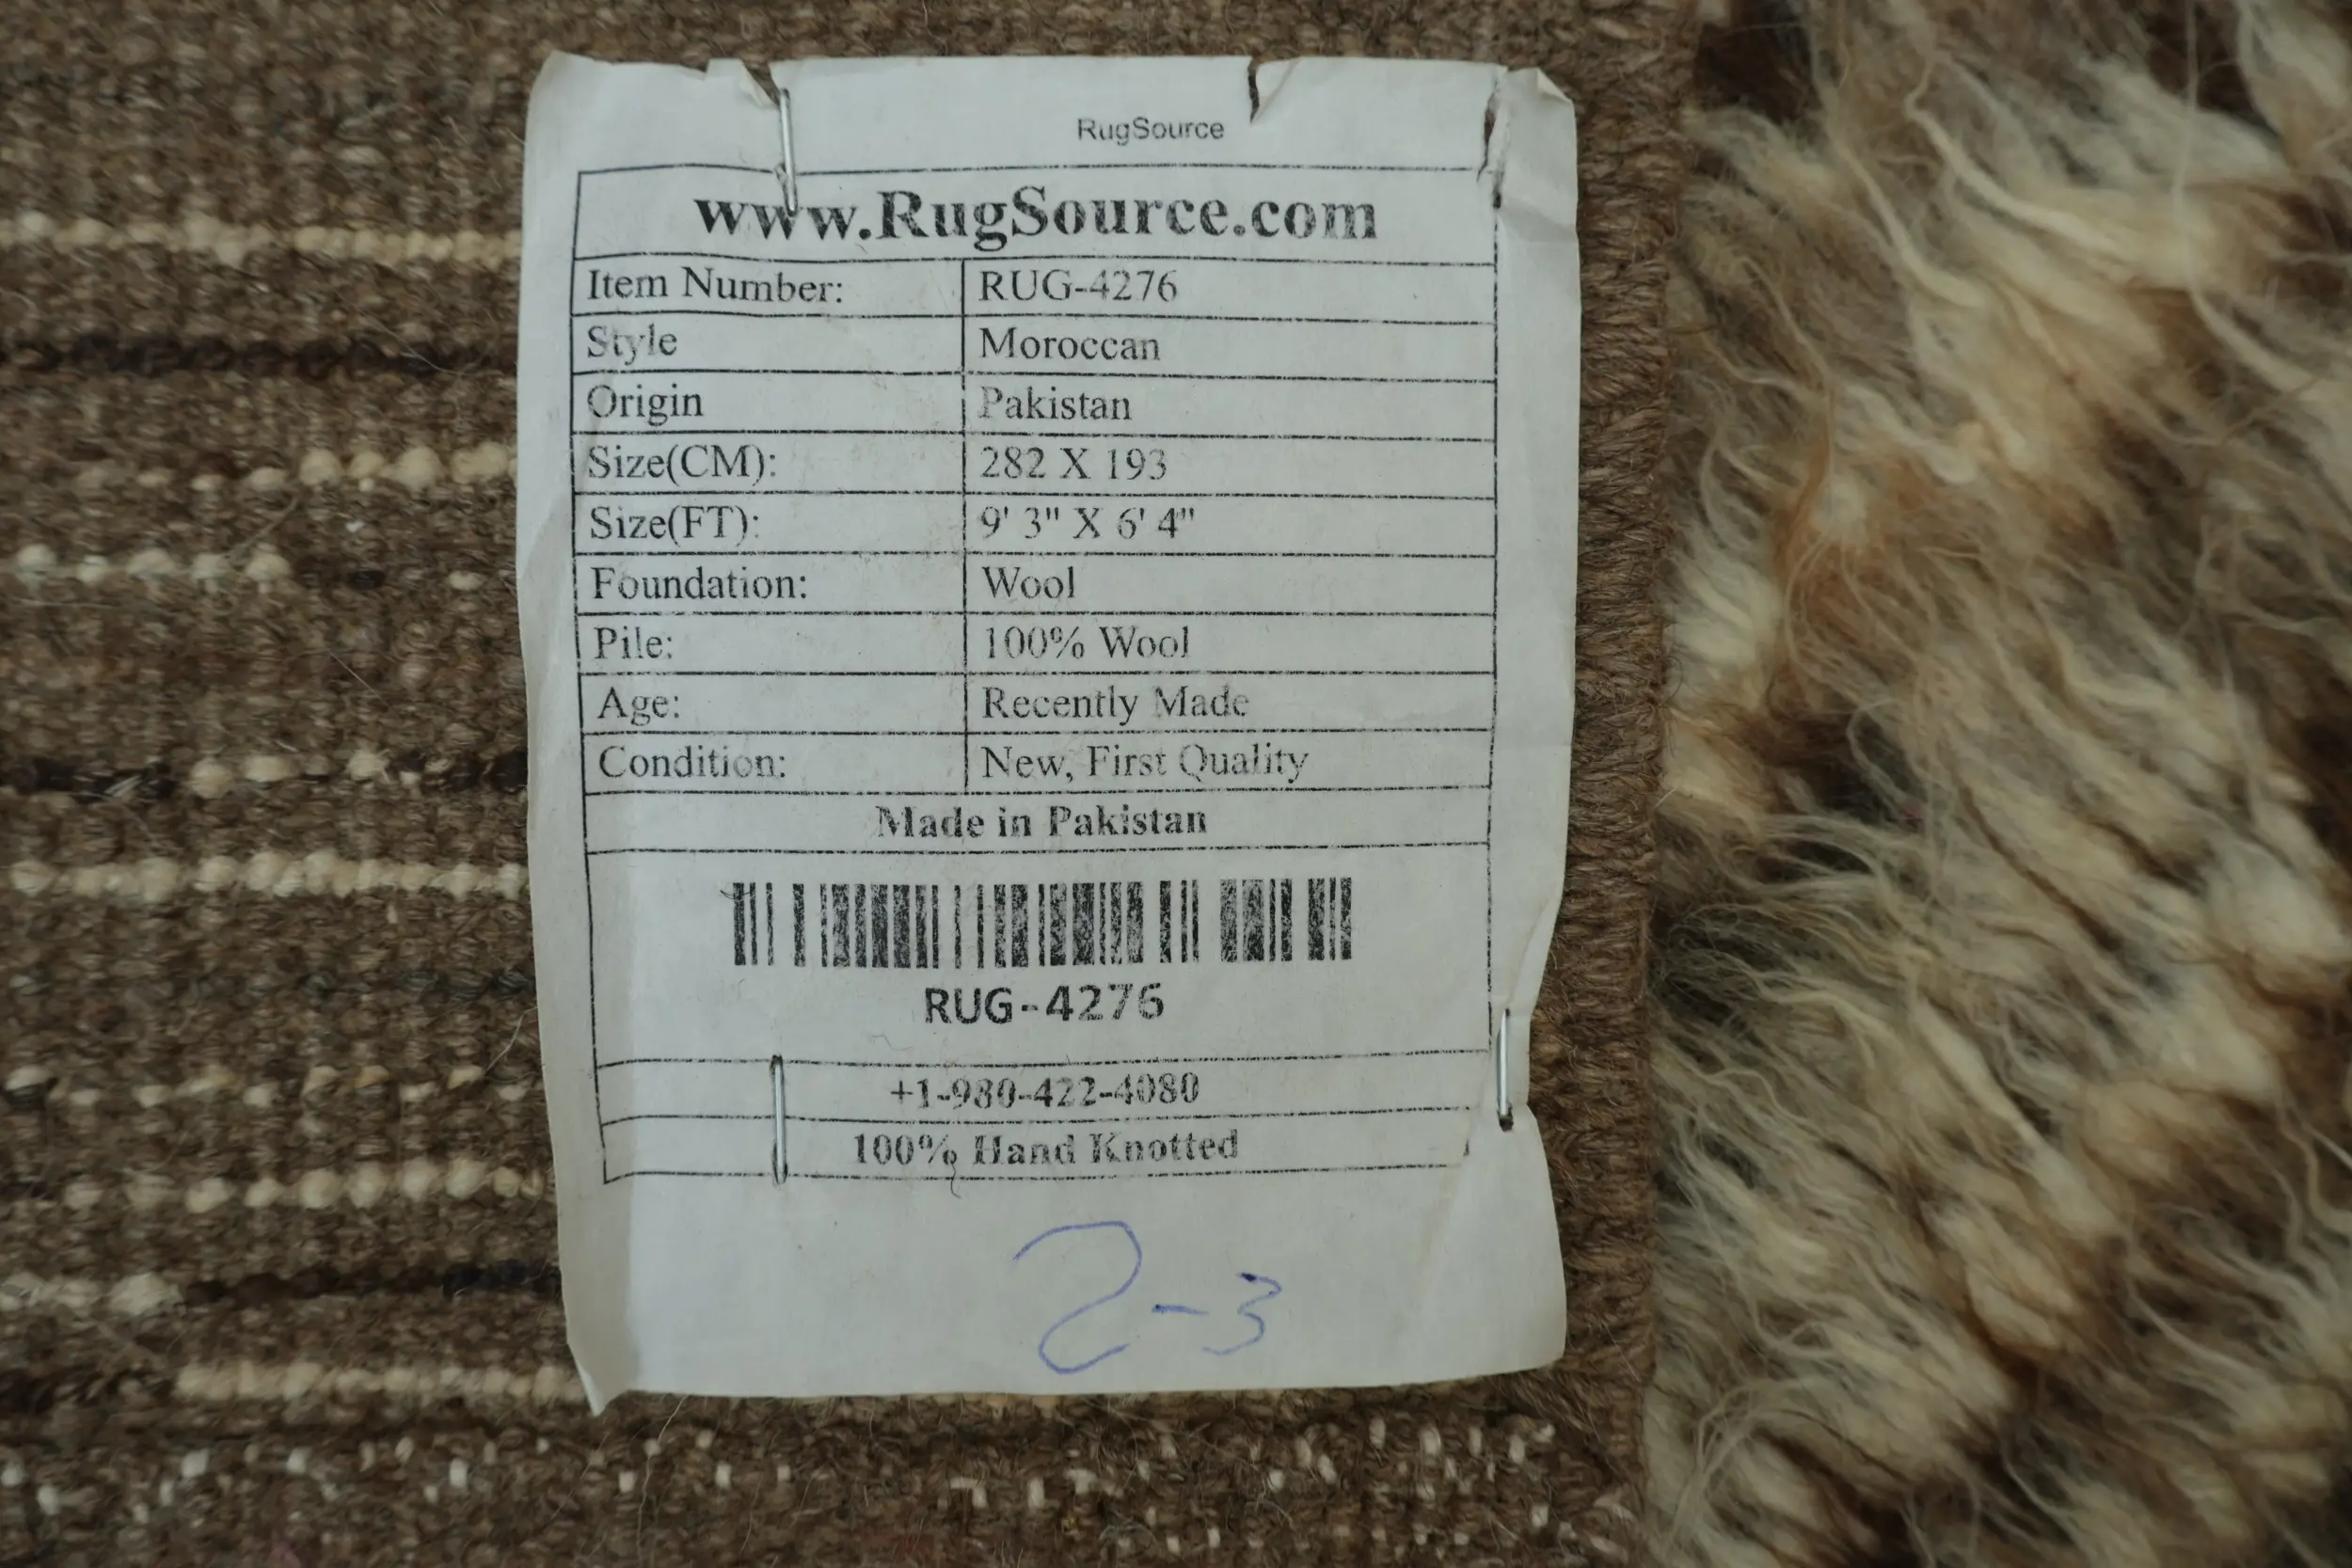 RugSource
www.RugSource.com
Item Number: RUG-4276
Style Moroccan
Origin Pakistan
Size(CM): 282 X 193
Size(FT): 9' 3" X 6' 4"
Foundation: Wool
Pile: 100% Wool
Age: Recently Made
Condition: New, First Quality
Made in Pakistan
RUG-4276
+1-980-422-4080
100% Hand Knotted
2-3